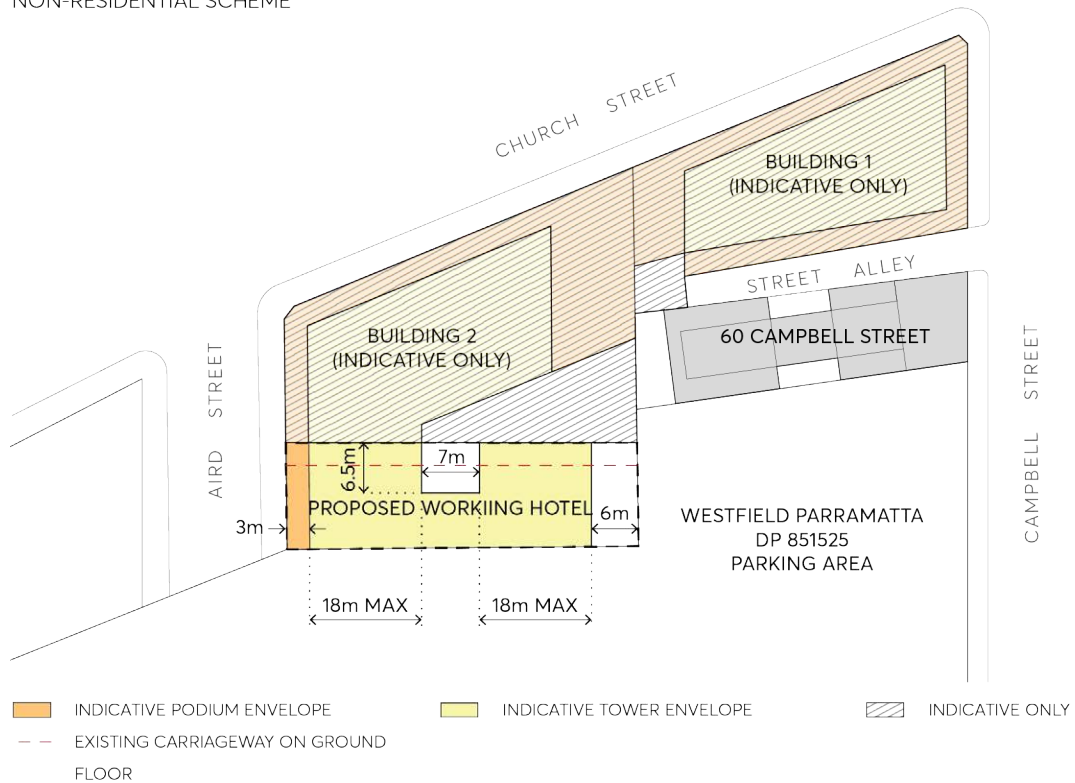 NON-RESIDENTIAL SCHEME
CHURCH STREET
BUILDING 1
(INDICATIVE ONLY)
STREET ALLEY
60 CAMPBELL STREET
BUILDING 2
(INDICATIVE ONLY)
AIRD STREET
CAMPBELL STREET
6.5m
7m
PROPOSED WORKIING HOTEL
3m
6m
WESTFIELD PARRAMATTA
DP 851525
PARKING AREA
18m MAX
18m MAX
INDICATIVE PODIUM ENVELOPE
INDICATIVE TOWER ENVELOPE
INDICATIVE ONLY
EXISTING CARRIAGEWAY ON GROUND
FLOOR